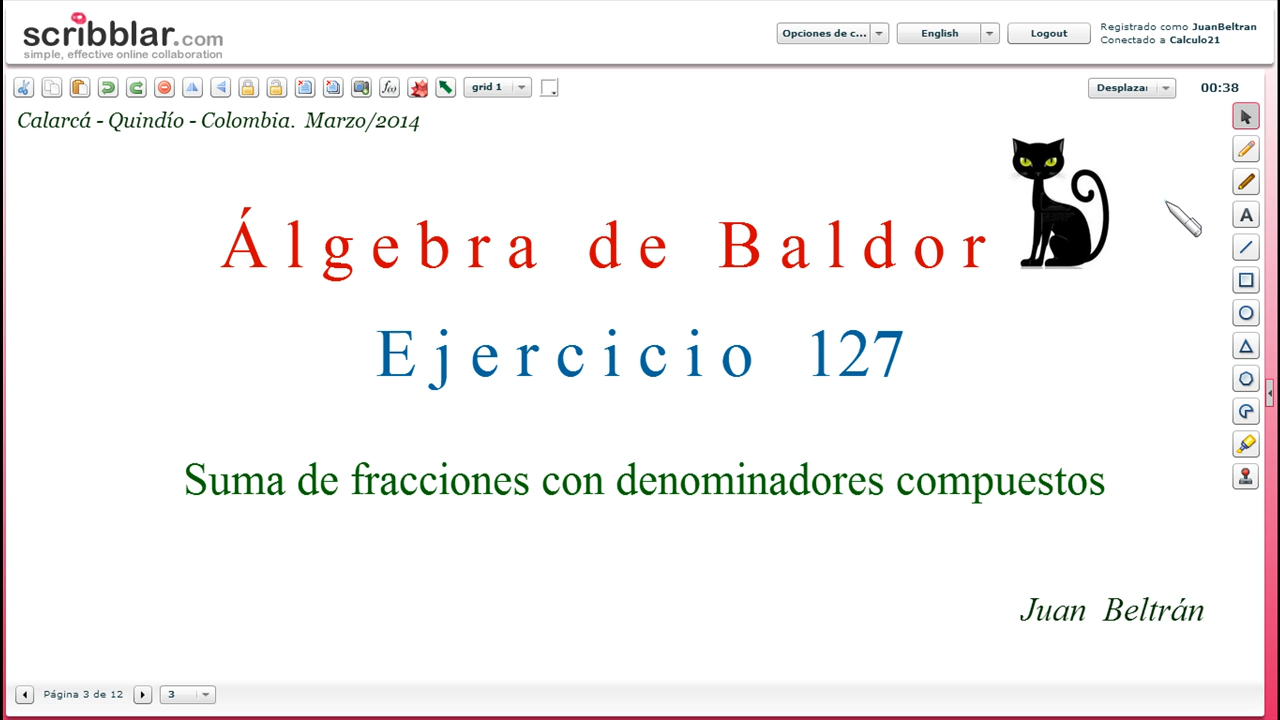 scribblar.com
simple, effective online collaboration
Opciones de c...
English
Logout
Registrado como JuanBeltran
Conectado a Calculo21
f(x)
grid 1
Desplaza
00:38
Calarcá - Quindío - Colombia. Marzo/2014
Álgebra de Baldor
Ejercicio 127
Suma de fracciones con denominadores compuestos
Juan Beltrán
A
Página 3 de 12
3